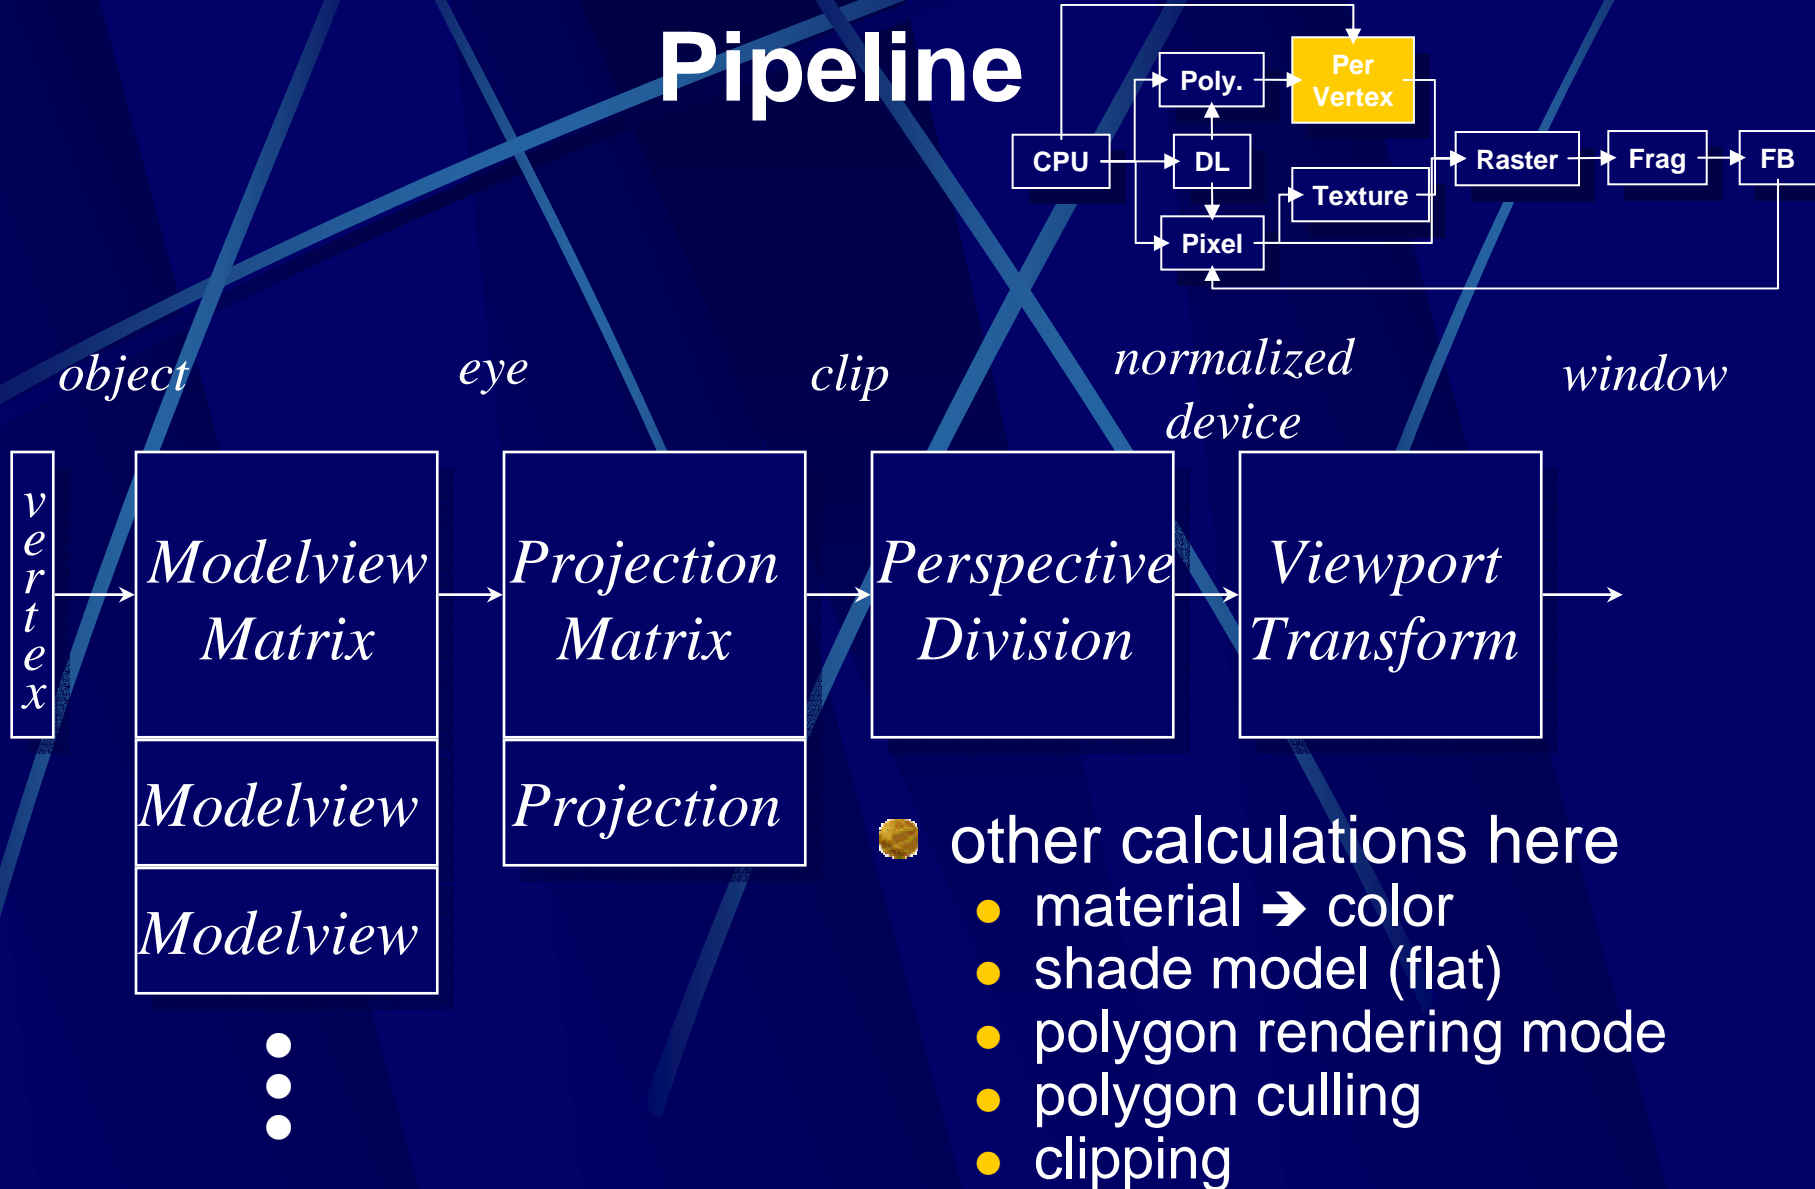 Pipeline
Poly.
Per
Vertex
CPU
DL
Raster
Frag
FB
Texture
Pixel
object
eye
clip
normalized
device
window
vertex
Modelview
Matrix
Projection
Matrix
Perspective
Division
Viewport
Transform
Modelview
Projection
Modelview
other calculations here
material ➔ color
shade model (flat)
polygon rendering mode
polygon culling
clipping